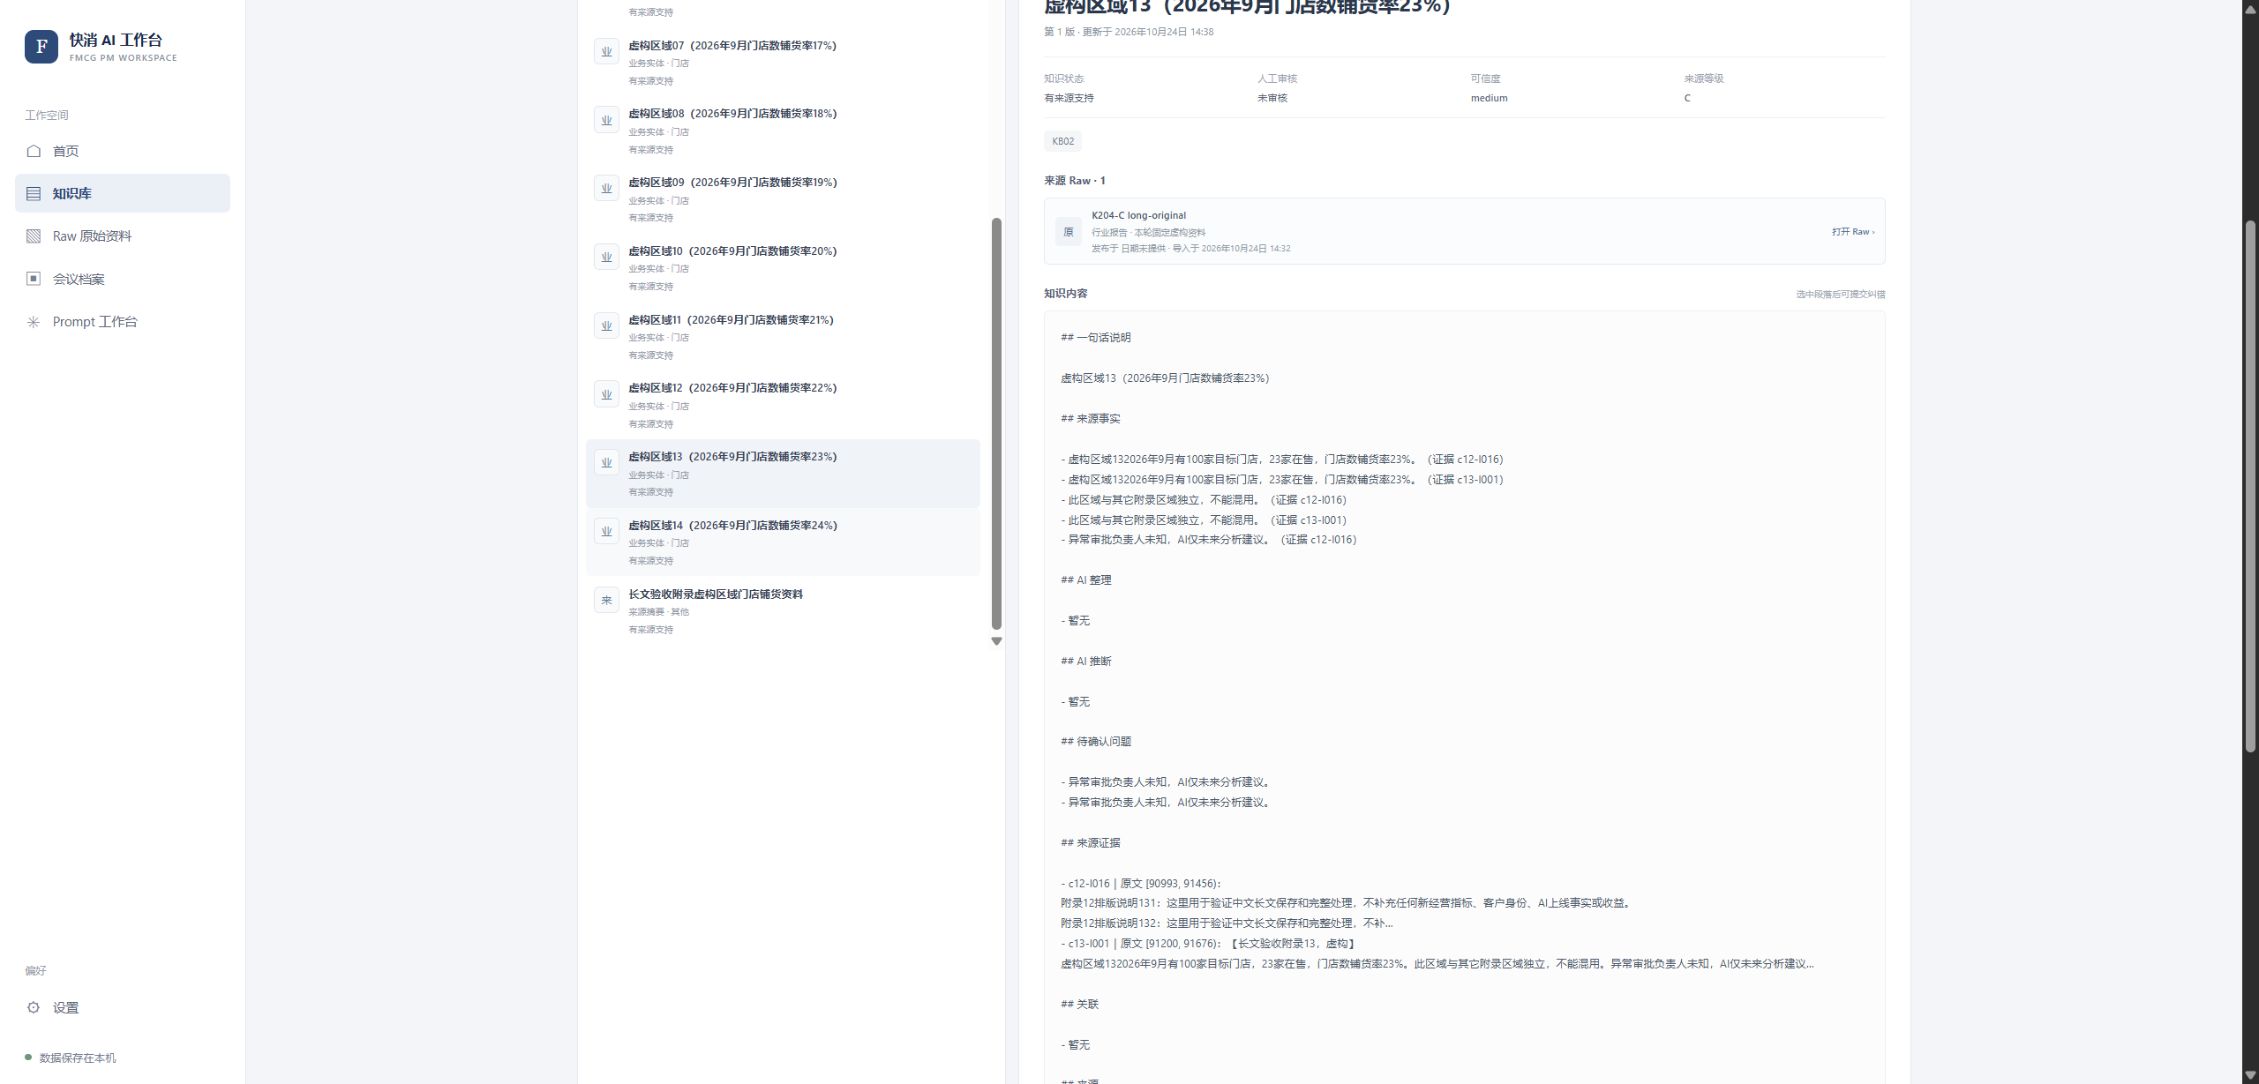 F
快消 AI 工作台
FMCG PM WORKSPACE
工作空间
首页
知识库
Raw 原始资料
会议档案
Prompt 工作台
偏好
设置
数据保存在本机
有来源支持
业
虚构区域07（2026年9月门店数铺货率17%）
业务实体 · 门店
有来源支持
业
虚构区域08（2026年9月门店数铺货率18%）
业务实体 · 门店
有来源支持
业
虚构区域09（2026年9月门店数铺货率19%）
业务实体 · 门店
有来源支持
业
虚构区域10（2026年9月门店数铺货率20%）
业务实体 · 门店
有来源支持
业
虚构区域11（2026年9月门店数铺货率21%）
业务实体 · 门店
有来源支持
业
虚构区域12（2026年9月门店数铺货率22%）
业务实体 · 门店
有来源支持
业
虚构区域13（2026年9月门店数铺货率23%）
业务实体 · 门店
有来源支持
业
虚构区域14（2026年9月门店数铺货率24%）
业务实体 · 门店
有来源支持
来
长文验收附录虚构区域门店铺货资料
来源摘要 · 其他
有来源支持
虚构区域13（2026年9月门店数铺货率23%）
第 1 版 · 更新于 2026年10月24日 14:38
知识状态 人工审核 可信度 来源等级
有来源支持 未审核 medium C
KB02
来源 Raw · 1
原
K204-C long-original
行业报告 · 本轮固定虚构资料
发布于 日期未提供 · 导入于 2026年10月24日 14:32
打开 Raw ›
知识内容 选中段落后可提交纠错
## 一句话说明
虚构区域13（2026年9月门店数铺货率23%）
## 来源事实
- 虚构区域132026年9月有100家目标门店，23家在售，门店数铺货率23%。（证据 c12-I016）
- 虚构区域132026年9月有100家目标门店，23家在售，门店数铺货率23%。（证据 c13-I001）
- 此区域与其它附录区域独立，不能混用。（证据 c12-I016）
- 此区域与其它附录区域独立，不能混用。（证据 c13-I001）
- 异常审批负责人未知，AI仅未来分析建议。（证据 c12-I016）
## AI 整理
- 暂无
## AI 推断
- 暂无
## 待确认问题
- 异常审批负责人未知，AI仅未来分析建议。
- 异常审批负责人未知，AI仅未来分析建议。
## 来源证据
- c12-I016 | 原文 [90993, 91456)：
附录12排版说明131：这里用于验证中文长文保存和完整处理，不补充任何新经营指标、客户身份、AI上线事实或收益。
附录12排版说明132：这里用于验证中文长文保存和完整处理，不补...
- c13-I001 | 原文 [91200, 91676)：【长文验收附录13，虚构】
虚构区域132026年9月有100家目标门店，23家在售，门店数铺货率23%。此区域与其它附录区域独立，不能混用。异常审批负责人未知，AI仅未来分析建议...
## 关联
- 暂无
## 来源